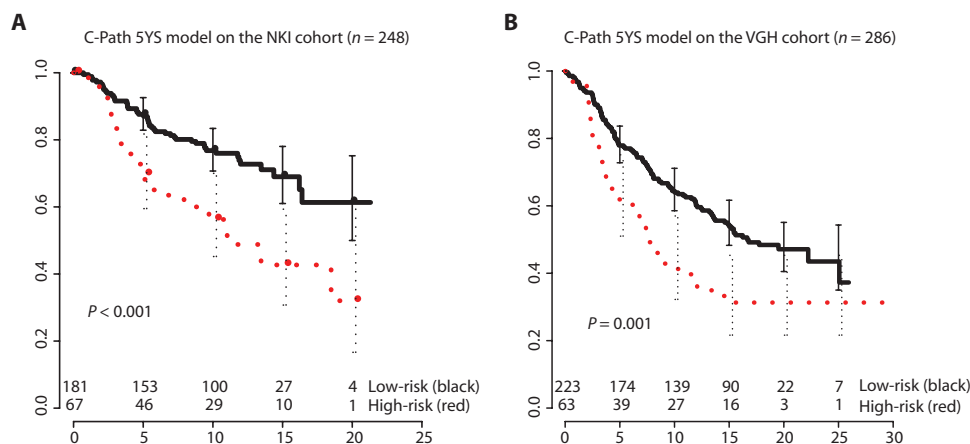 A
C-Path 5YS model on the NKI cohort (n = 248)
1.0
0.8
0.6
0.4
0.2
0.0
P < 0.001
181 153 100 27 4 Low-risk (black)
67 46 29 10 1 High-risk (red)
0 5 10 15 20 25
B
C-Path 5YS model on the VGH cohort (n = 286)
1.0
0.8
0.6
0.4
0.2
0.0
P = 0.001
223 174 139 90 22 7 Low-risk (black)
63 39 27 16 3 1 High-risk (red)
0 5 10 15 20 25 30